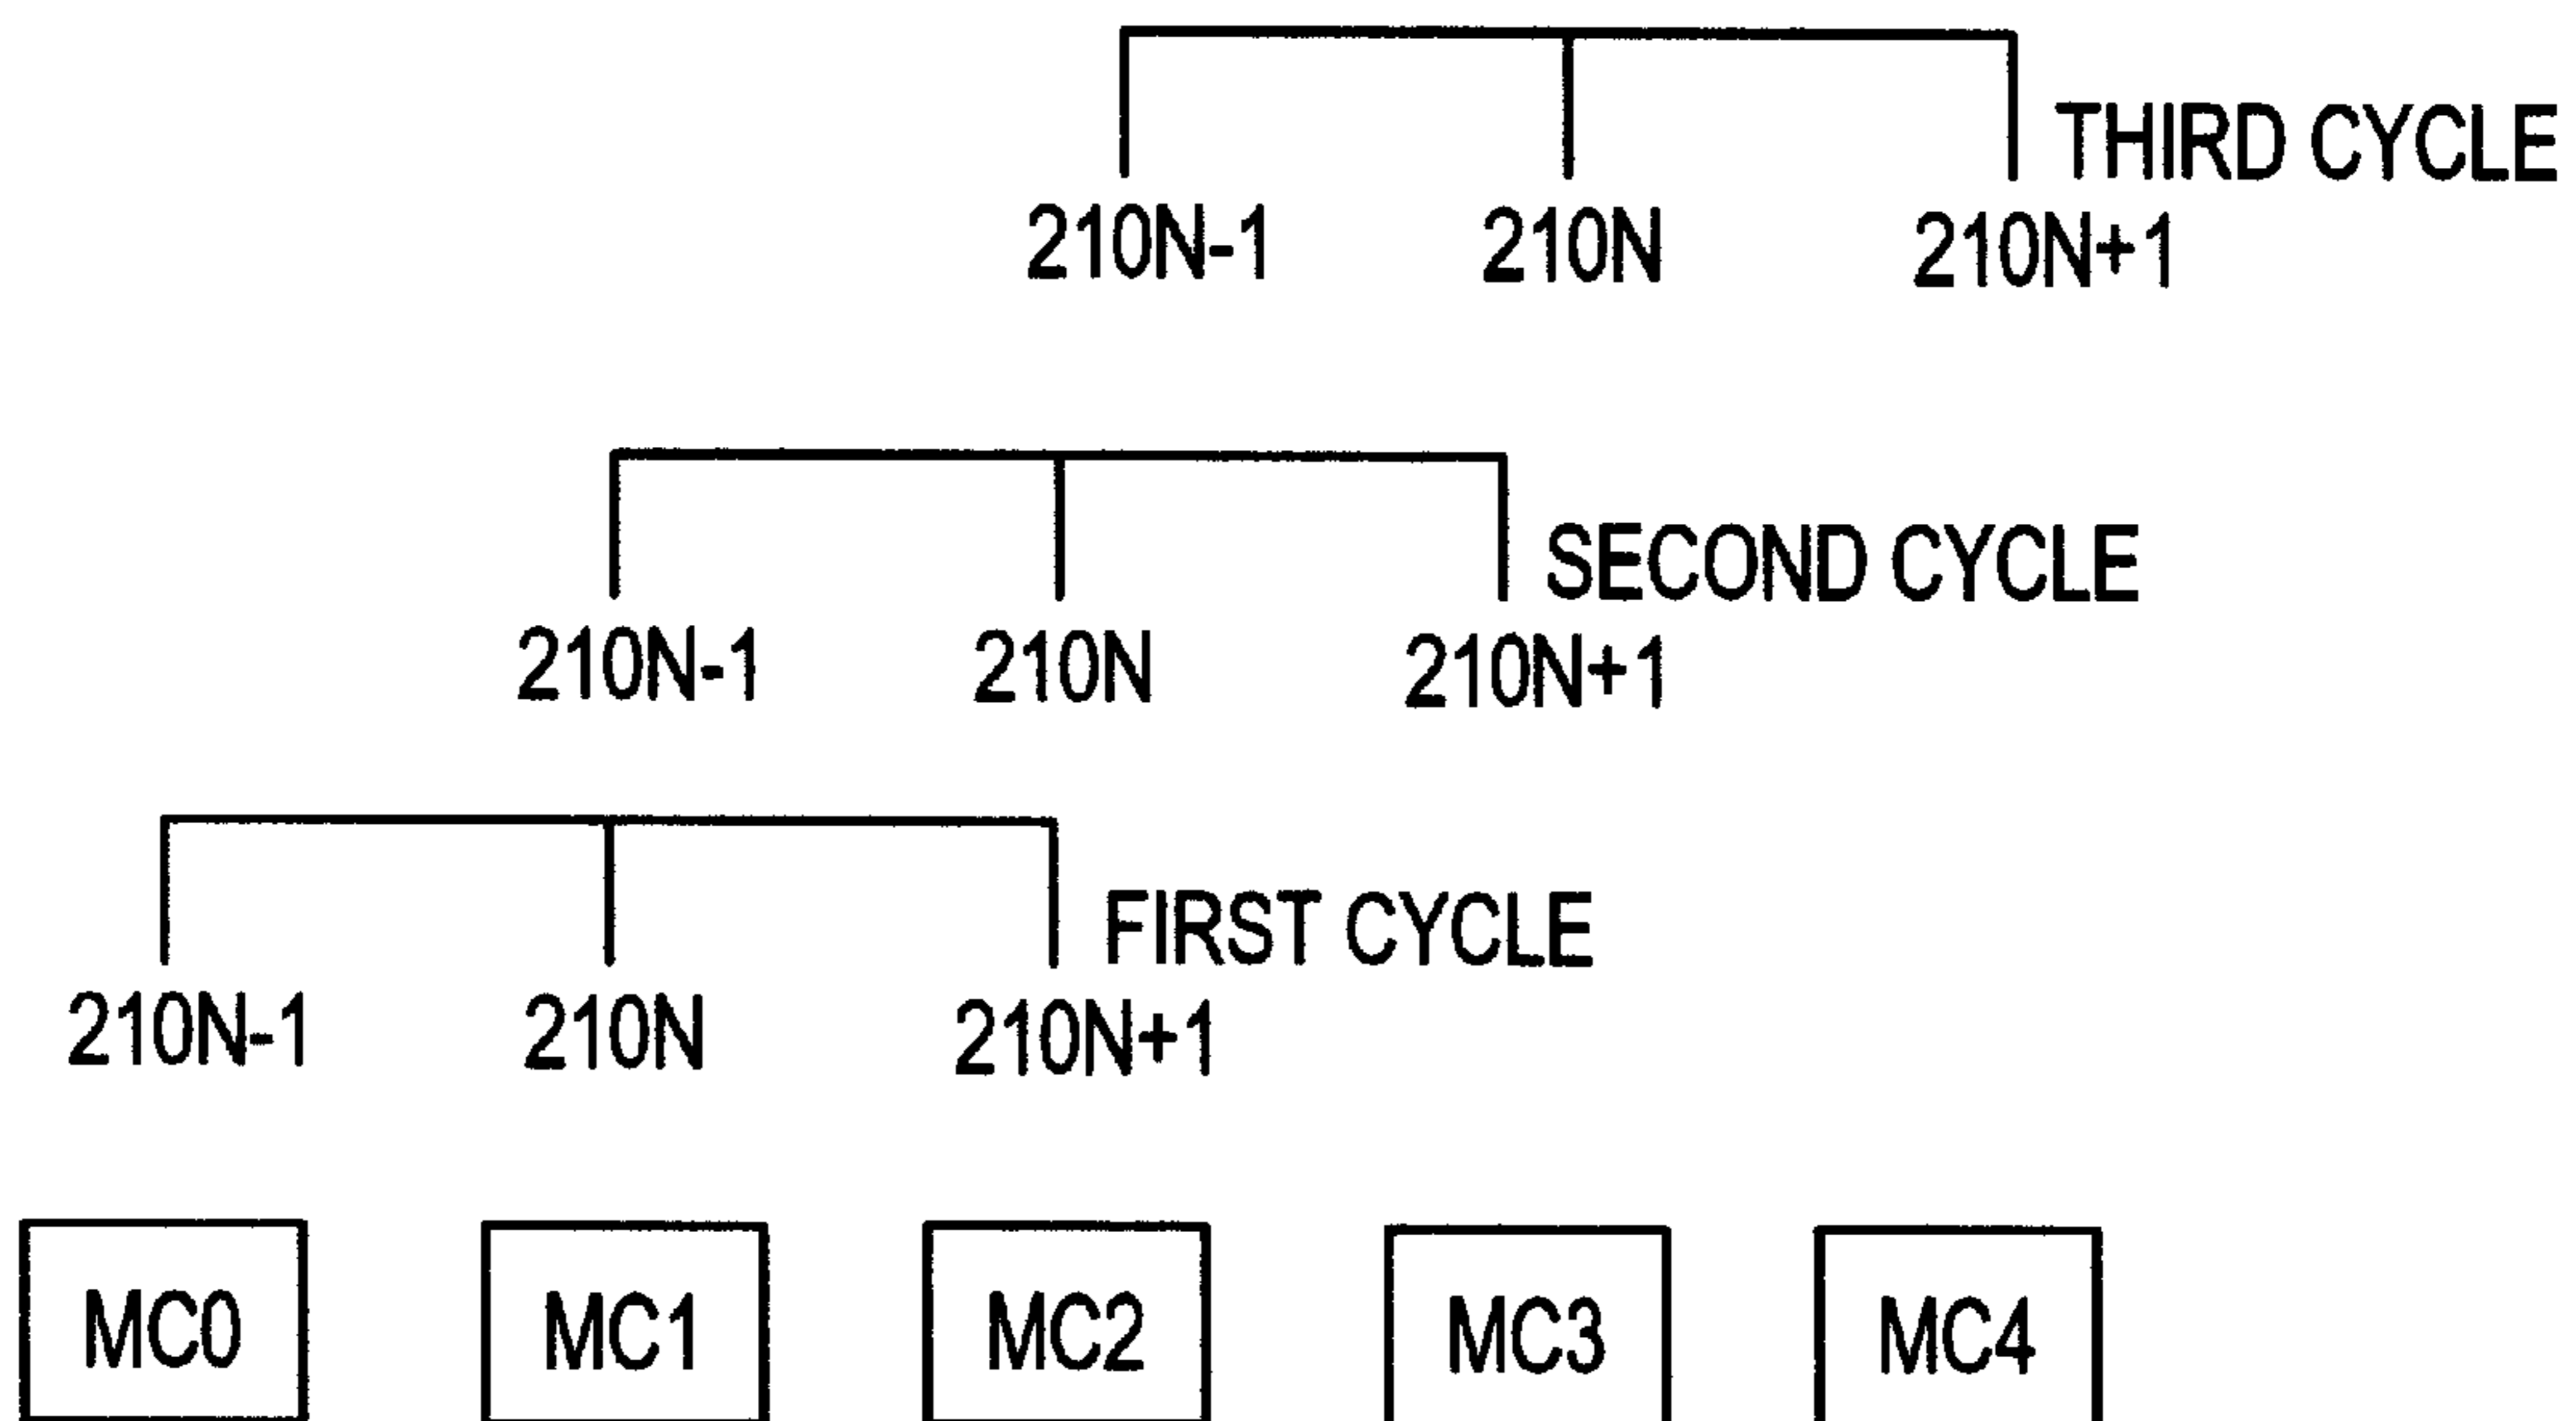 THIRD CYCLE
210N-1 210N 210N+1
SECOND CYCLE
210N-1 210N 210N+1
FIRST CYCLE
210N-1 210N 210N+1
MC0 MC1 MC2 MC3 MC4